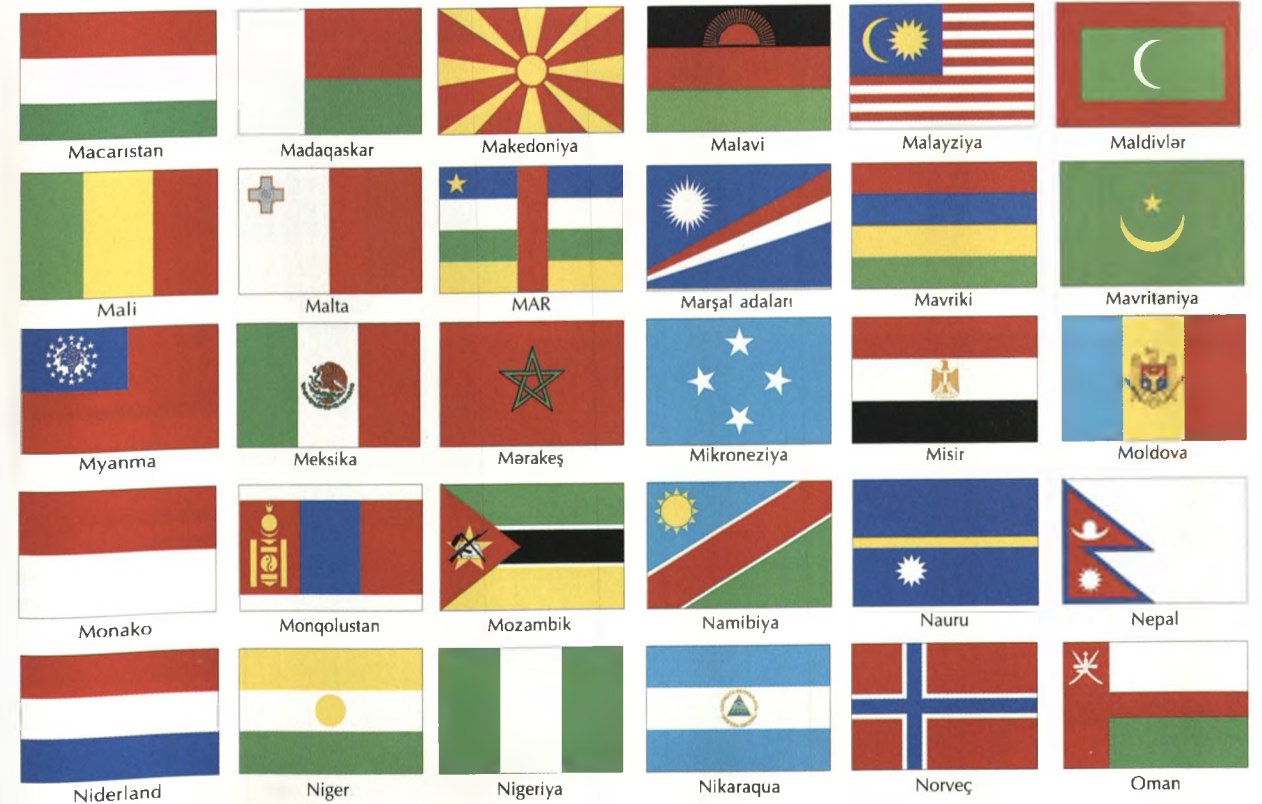 Macarıstan Madaqaskar Makedoniya Malavi Malayziya Maldivlər
Mali Malta MAR Marşal adaları Mavriki Mavritaniya
Myanma Meksika Mərakeş Mikroneziya Misir Moldova
Monako Monqolustan Mozambik Namibiya Nauru Nepal
Niderland Niger Nigeriya Nikaraqua Norveç Oman